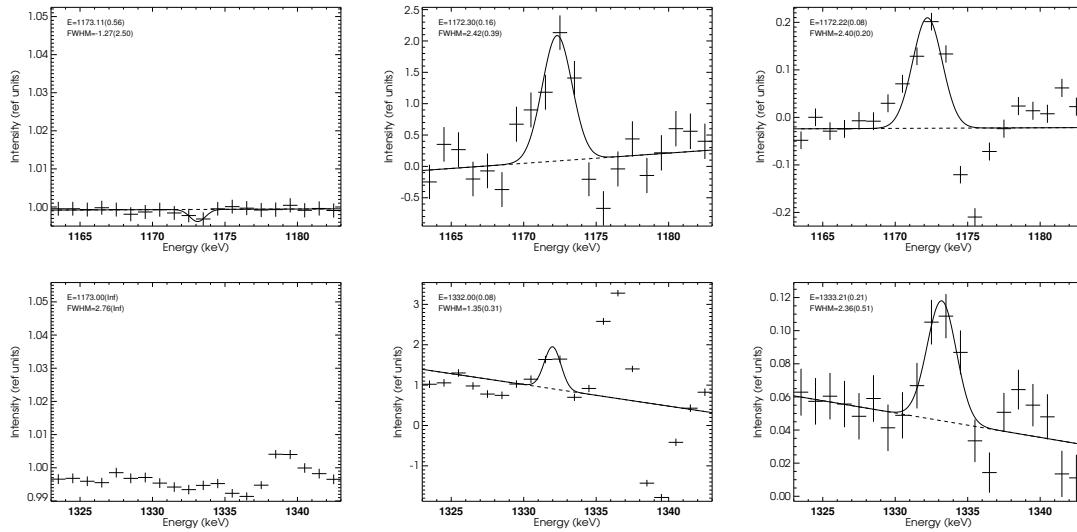 E=1173.11(0.56)
FWHM=-1.27(2.50)
Intensity (ref units)
1.05
1.04
1.03
1.02
1.01
1.00
1165 1170 1175 1180
Energy (keV)
E=1172.30(0.16)
FWHM=2.42(0.39)
Intensity (ref units)
2.5
2.0
1.5
1.0
0.5
0.0
-0.5
1165 1170 1175 1180
Energy (keV)
E=1172.22(0.08)
FWHM=2.40(0.20)
Intensity (ref units)
0.2
0.1
0.0
-0.1
-0.2
1165 1170 1175 1180
Energy (keV)
E=1173.00(Inf)
FWHM=2.76(Inf)
Intensity (ref units)
1.05
1.04
1.03
1.02
1.01
1.00
0.99
1325 1330 1335 1340
Energy (keV)
E=1332.00(0.08)
FWHM=1.35(0.31)
Intensity (ref units)
3
2
1
0
-1
1325 1330 1335 1340
Energy (keV)
E=1333.21(0.21)
FWHM=2.36(0.51)
Intensity (ref units)
0.12
0.10
0.08
0.06
0.04
0.02
0.00
1325 1330 1335 1340
Energy (keV)